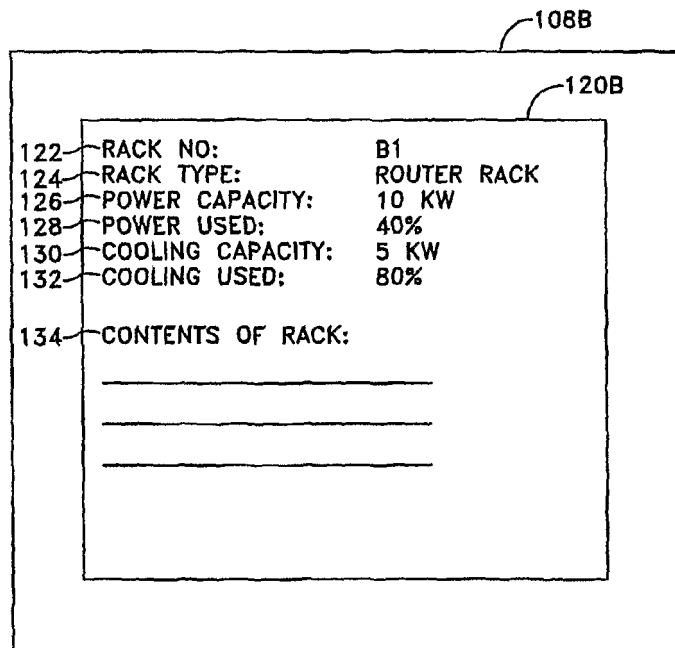 108B
120B
122 RACK NO: B1
124 RACK TYPE: ROUTER RACK
126 POWER CAPACITY: 10 KW
128 POWER USED: 40%
130 COOLING CAPACITY: 5 KW
132 COOLING USED: 80%
134 CONTENTS OF RACK: